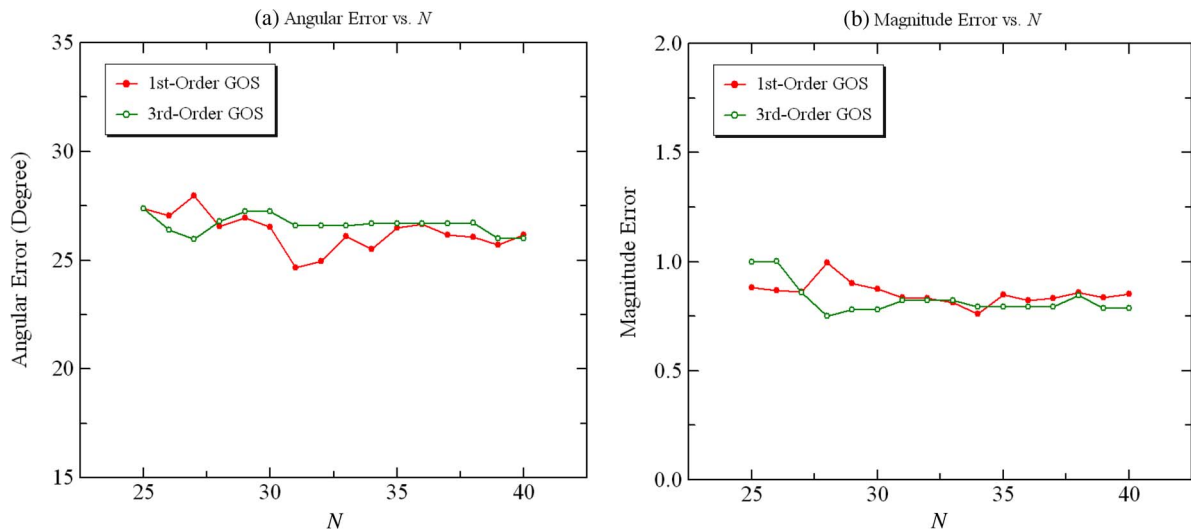 (a) Angular Error vs. N
35
30
25
20
15
25
30
35
40
Angular Error (Degree)
N
1st-Order GOS
3rd-Order GOS
(b) Magnitude Error vs. N
2.0
1.5
1.0
0.5
0.0
25
30
35
40
Magnitude Error
N
1st-Order GOS
3rd-Order GOS